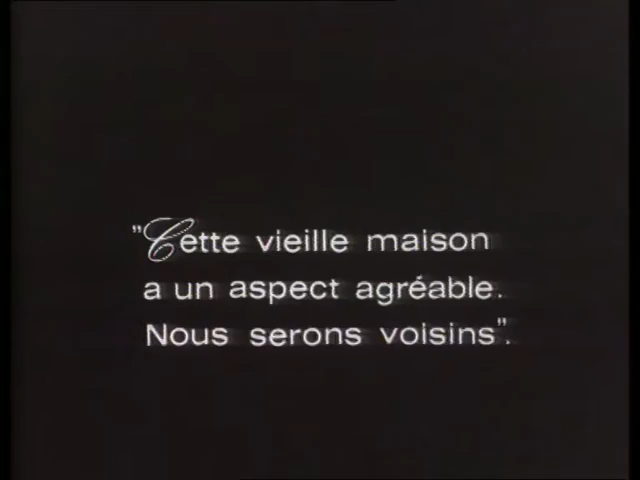 "Cette vieille maison
a un aspect agréable.
Nous serons voisins".